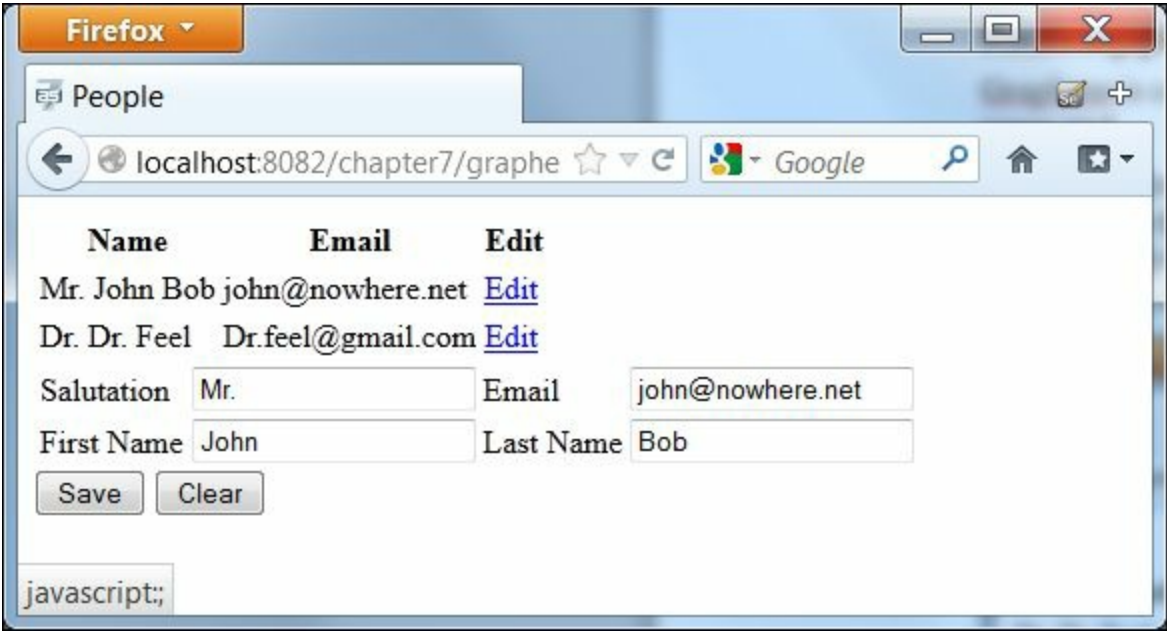 Firefox
People
se
localhost:8082/chapter7/graphe Google
Name Email Edit
Mr. John Bob john@nowhere.net Edit
Dr. Dr. Feel Dr.feel@gmail.com Edit
Salutation Mr. Email john@nowhere.net
First Name John Last Name Bob
Save Clear
javascript:;